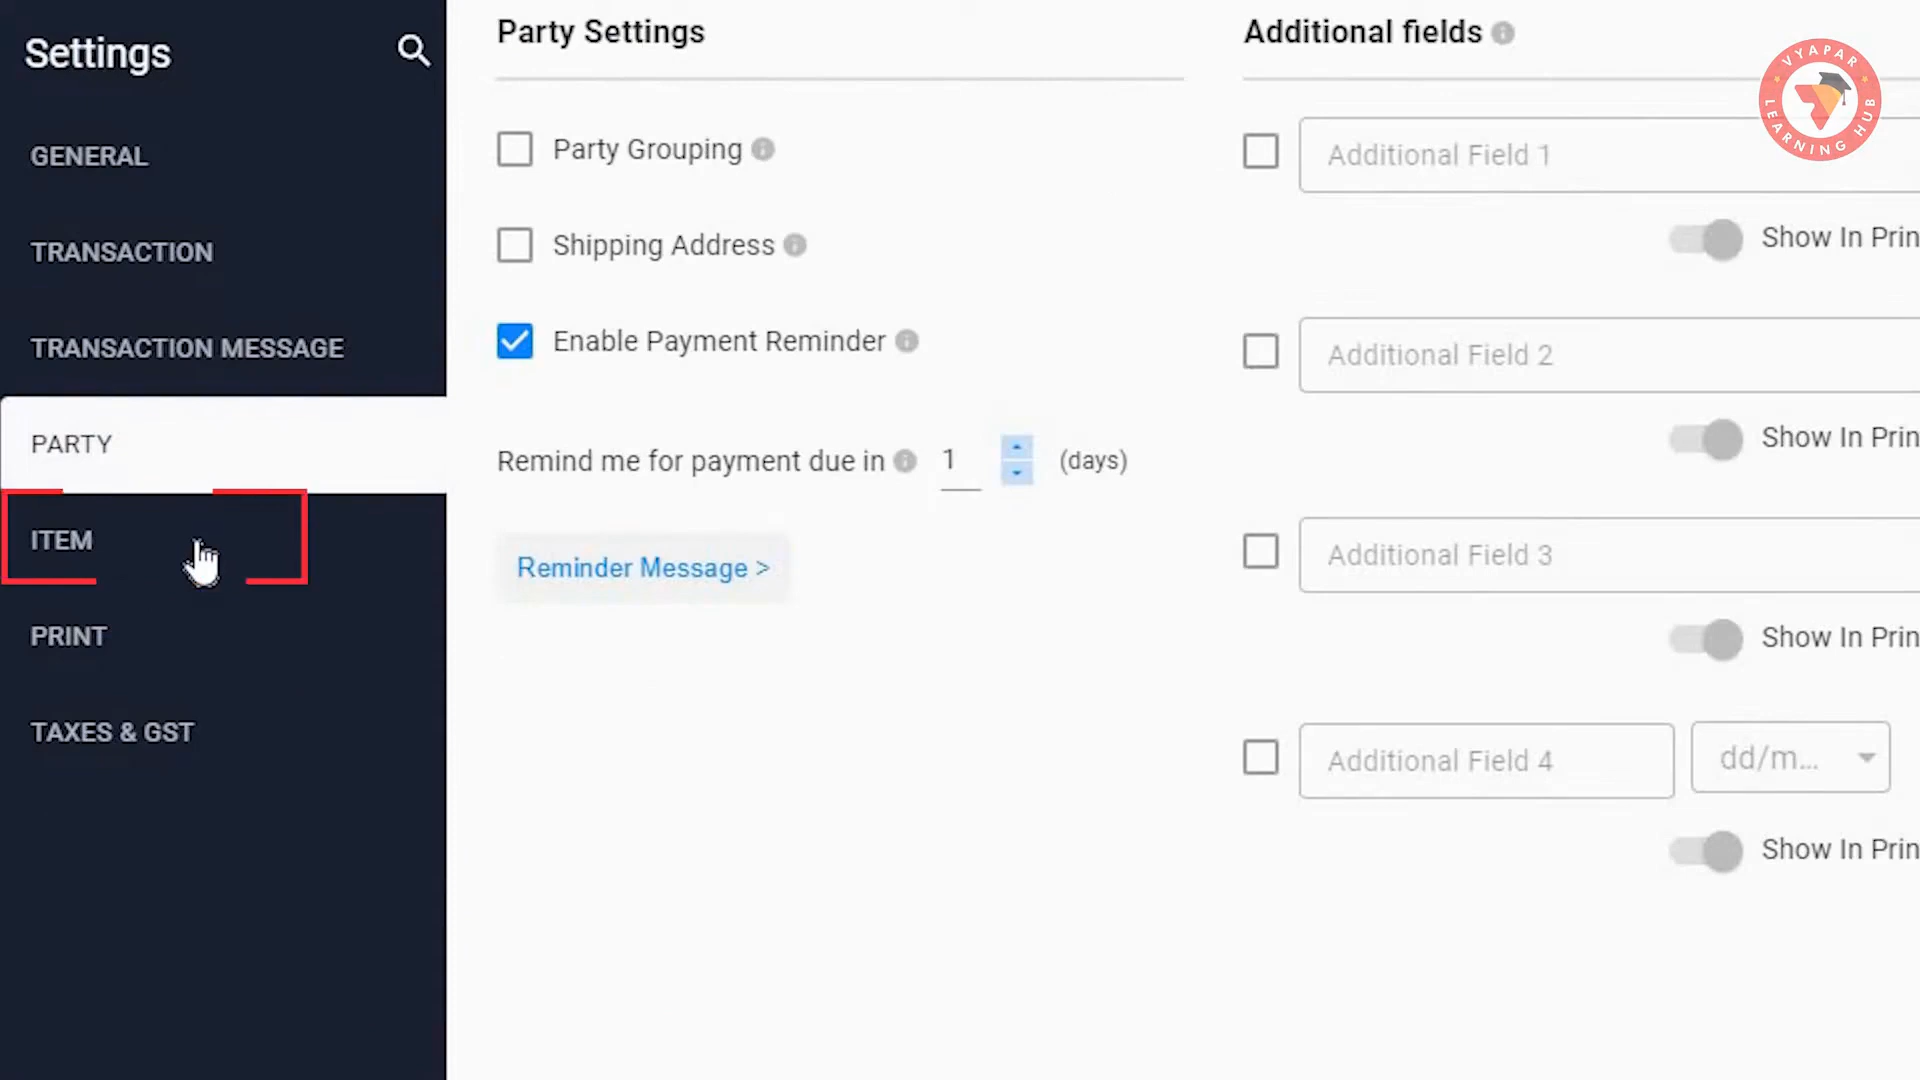 Settings
GENERAL
TRANSACTION
TRANSACTION MESSAGE
PARTY
ITEM
PRINT
TAXES & GST
Party Settings
Party Grouping
Shipping Address
Enable Payment Reminder
Remind me for payment due in 1 (days)
Reminder Message >
Additional fields
Additional Field 1
Show In Prin
Additional Field 2
Show In Prin
Additional Field 3
Show In Prin
Additional Field 4 dd/m...
Show In Prin
VYAPAR
LEARNING HUB